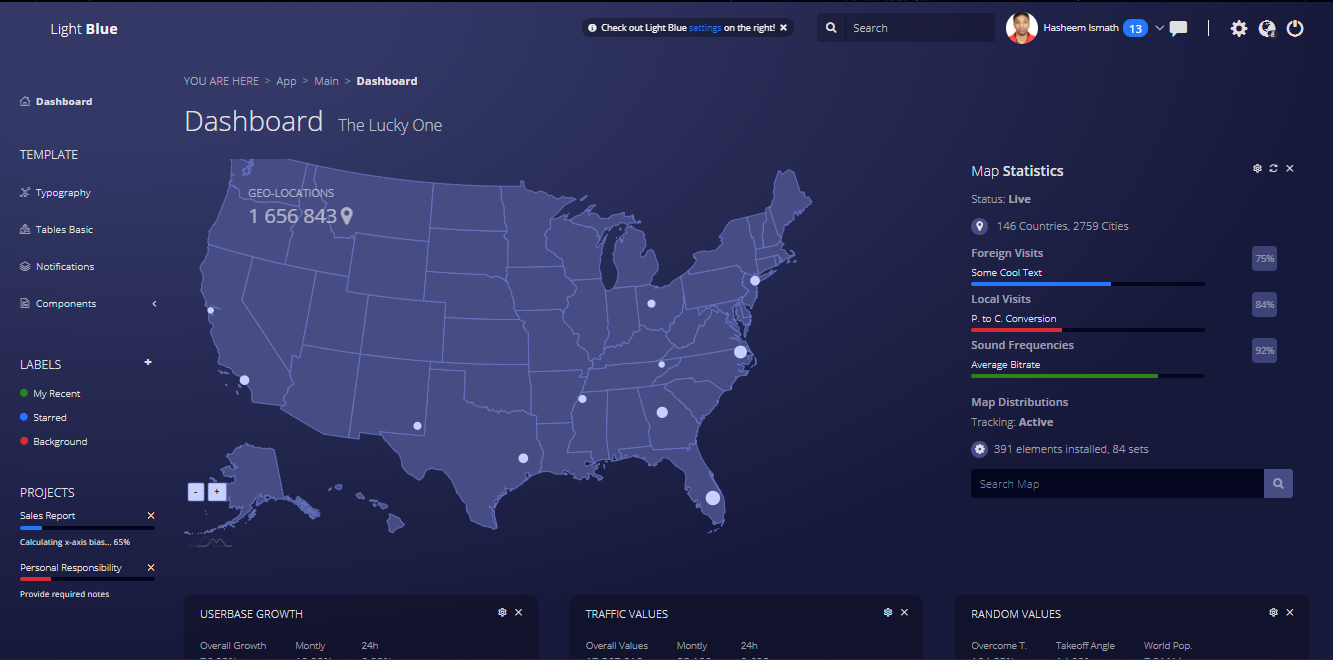 Light Blue
Check out Light Blue settings on the right!
Search
Hasheem Ismath 13
YOU ARE HERE > App > Main > Dashboard
Dashboard The Lucky One
Dashboard
TEMPLATE
Typography
Tables Basic
Notifications
Components
LABELS +
My Recent
Starred
Background
PROJECTS
Sales Report
Calculating x-axis bias... 65%
Personal Responsibility
Provide required notes
GEO-LOCATIONS
1 656 843
- +
Map Statistics
Status: Live
146 Countries, 2759 Cities
Foreign Visits
75%
Some Cool Text
Local Visits
84%
P. to C. Conversion
Sound Frequencies
92%
Average Bitrate
Map Distributions
Tracking: Active
391 elements installed, 84 sets
Search Map
USERBASE GROWTH
Overall Growth Montly 24h
TRAFFIC VALUES
Overall Values Montly 24h
RANDOM VALUES
Overcome T. Takeoff Angle World Pop.